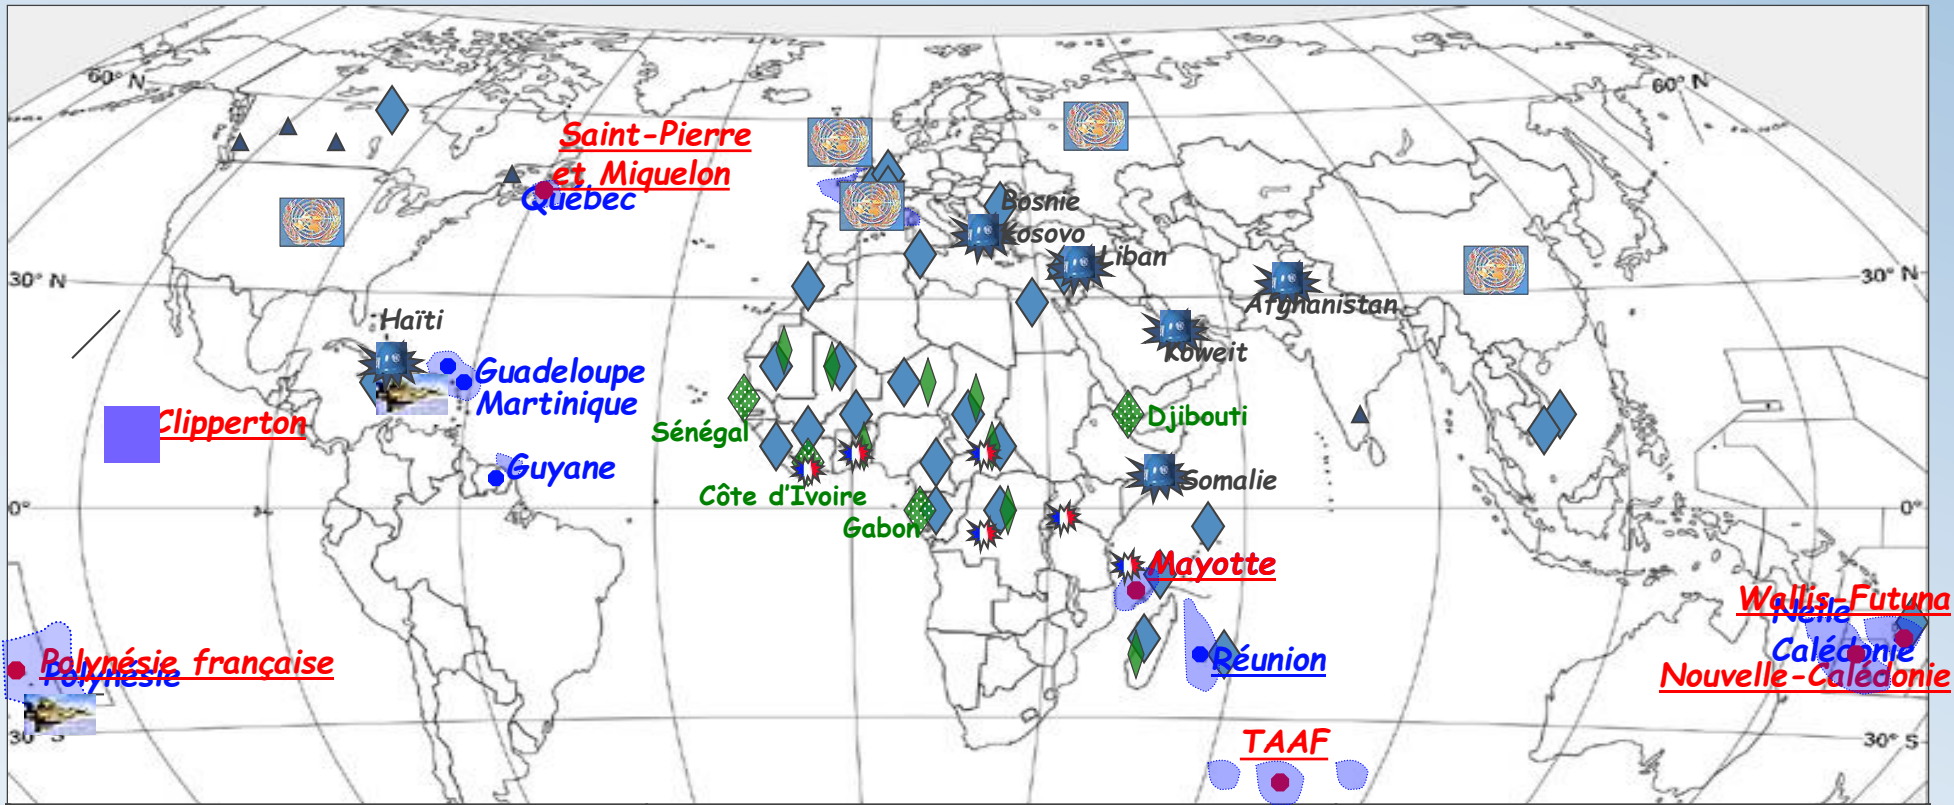 60° N
60° N
Saint-Pierre
et Miquelon
Québec
Bosnie
Kosovo
Liban
30° N
30° N
Afghanistan
Haïti
Koweit
Guadeloupe
Martinique
Clipperton
Sénégal
Djibouti
Guyane
Somalie
Côte d'Ivoire
0°
0°
Gabon
Mayotte
Wallis-Futuna
Nelle
Calédonie
Polynésie française
Polynésie
Réunion
Nouvelle-Calédonie
30° S
30° S
TAAF